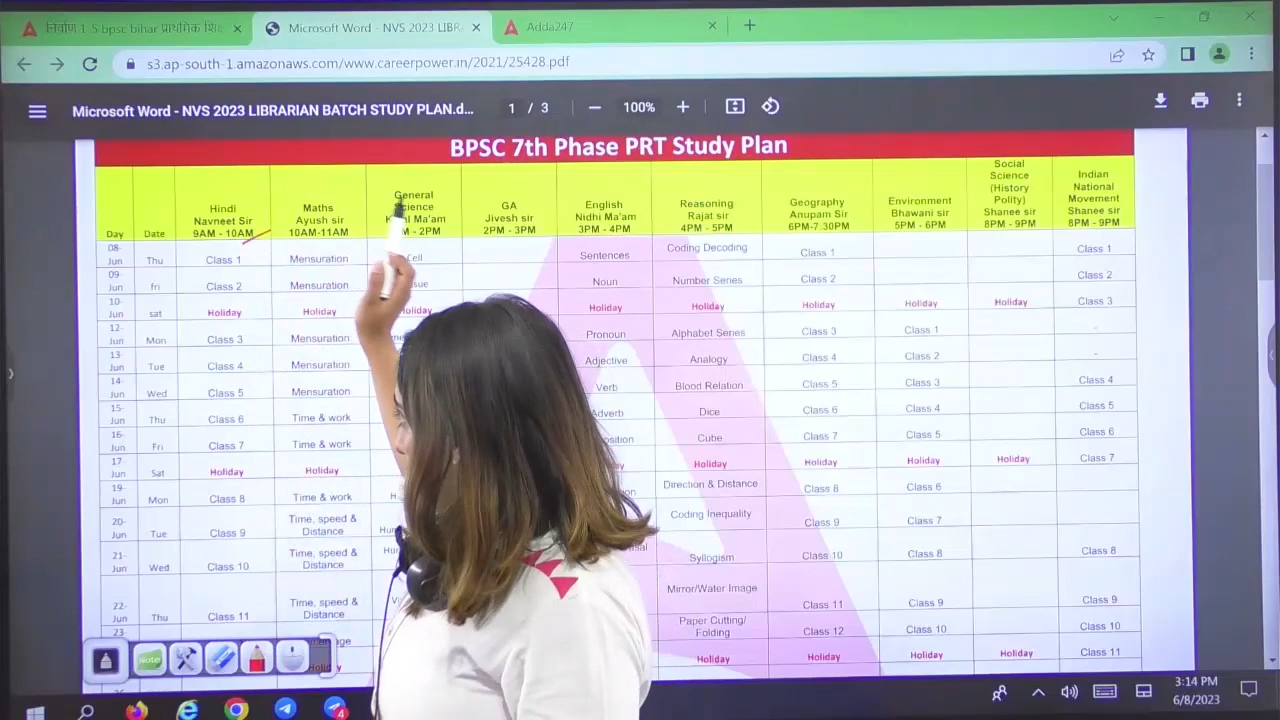 निर्वाण 1-5 bpsc bihar प्राथमिक
Microsoft Word - NVS 2023 LIBR
Adda247
s3.ap-south-1.amazonaws.com/www.careerpower.in/2021/25428.pdf
Microsoft Word - NVS 2023 LIBRARIAN BATCH STUDY PLAN.d...
1 / 3
100%
BPSC 7th Phase PRT Study Plan
Day Date Hindi Navneet Sir 9AM - 10AM Maths Ayush sir 10AM-11AM General Science Ma'am - 2PM GA Jivesh sir 2PM - 3PM English Nidhi Ma'am 3PM - 4PM Reasoning Rajat sir 4PM - 5PM Geography Anupam Sir 6PM-7:30PM Environment Bhawani sir 5PM - 6PM Social Science (History Polity) Shanee sir 8PM - 9PM Indian National Movement Shanee sir 8PM - 9PM
08-Jun Thu Class 1 Mensuration Cell Sentences Coding Decoding Class 1 Class 1
09-Jun fri Class 2 Mensuration Noun Number Series Class 2 Class 2
10-Jun sat Holiday Holiday Holiday Holiday Holiday Holiday Holiday Holiday Class 3
12-Jun Mon Class 3 Mensuration Pronoun Alphabet Series Class 3 Class 1 -
13-Jun Tue Class 4 Mensuration Adjective Analogy Class 4 Class 2 -
14-Jun Wed Class 5 Mensuration Verb Blood Relation Class 5 Class 3 Class 4
15-Jun Thu Class 6 Time & work Adverb Dice Class 6 Class 4 Class 5
16-Jun Fri Class 7 Time & work Cube Class 7 Class 5 Class 6
17-Jun Sat Holiday Holiday Holiday Holiday Holiday Holiday Class 7
19-Jun Mon Class 8 Time & work Direction & Distance Class 8 Class 6
20-Jun Tue Class 9 Time, speed & Distance Coding Inequality Class 9 Class 7
21-Jun Wed Class 10 Time, speed & Distance Syllogism Class 10 Class 8 Class 8
22-Jun Thu Class 11 Time, speed & Distance Mirror/Water Image Class 11 Class 9 Class 9
23 Paper Cutting/Folding Class 12 Class 10 Class 10
Holiday Holiday Holiday Holiday Holiday Class 11
Note
4
3:14 PM
6/8/2023